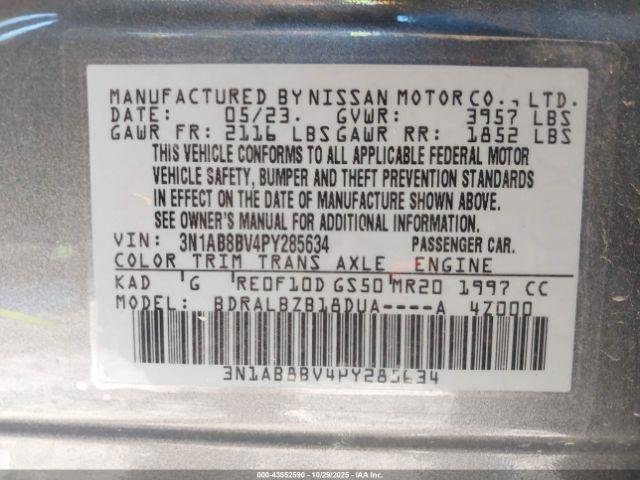 MANUFACTURED BY NISSAN MOTOR CO., LTD.
DATE: 05/23. GVWR: 3957 LBS
GAWR FR: 2116 LBS GAWR RR: 1852 LBS
THIS VEHICLE CONFORMS TO ALL APPLICABLE FEDERAL MOTOR
VEHICLE SAFETY, BUMPER AND THEFT PREVENTION STANDARDS
IN EFFECT ON THE DATE OF MANUFACTURE SHOWN ABOVE.
SEE OWNER'S MANUAL FOR ADDITIONAL INFORMATION.
VIN: 3N1AB8BV4PY285634 PASSENGER CAR.
COLOR TRIM TRANS AXLE ENGINE
KAD G RE0F10D GS50 MR20 1997 CC
MODEL: BDRALBZB18DUA----A 4Z000
3N1AB8BV4PY285634
000-43552590 | 10/29/2025 | IAA, Inc.